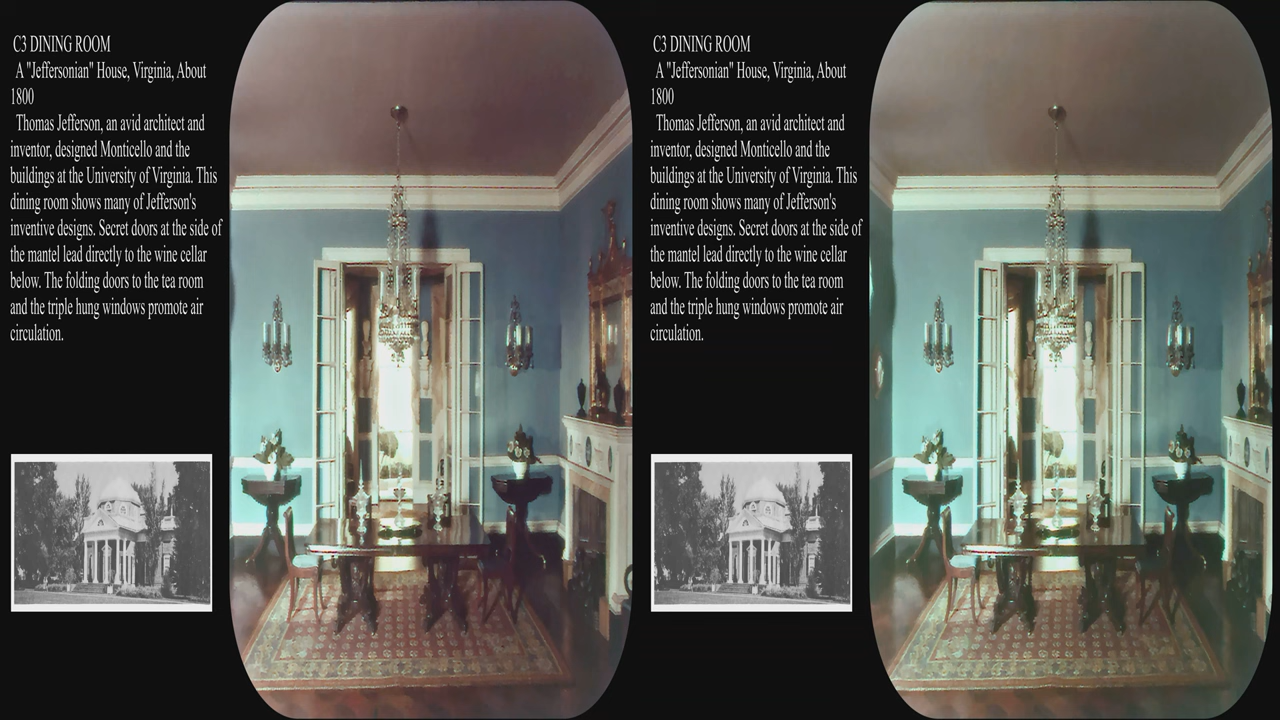 C3 DINING ROOM
A "Jeffersonian" House, Virginia, About
1800
Thomas Jefferson, an avid architect and
inventor, designed Monticello and the
buildings at the University of Virginia. This
dining room shows many of Jefferson's
inventive designs. Secret doors at the side of
the mantel lead directly to the wine cellar
below. The folding doors to the tea room
and the triple hung windows promote air
circulation.
C3 DINING ROOM
A "Jeffersonian" House, Virginia, About
1800
Thomas Jefferson, an avid architect and
inventor, designed Monticello and the
buildings at the University of Virginia. This
dining room shows many of Jefferson's
inventive designs. Secret doors at the side of
the mantel lead directly to the wine cellar
below. The folding doors to the tea room
and the triple hung windows promote air
circulation.